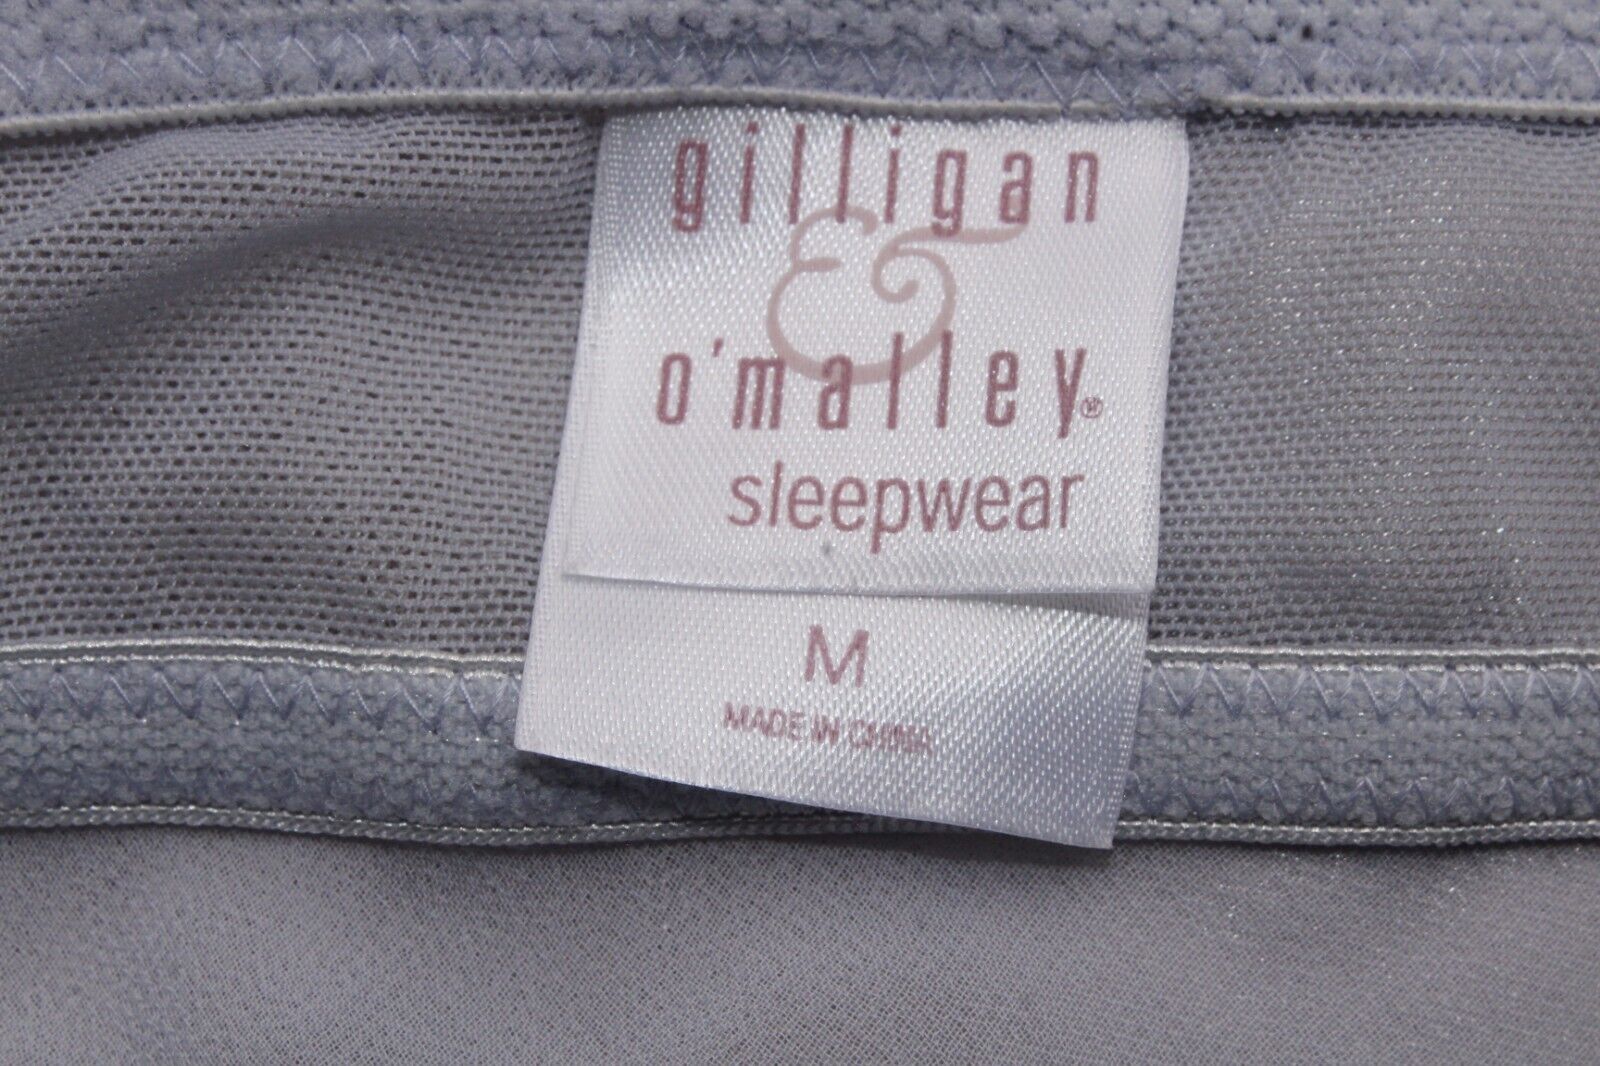 gilligan
&
o'malley®
sleepwear
M
MADE IN CHINA